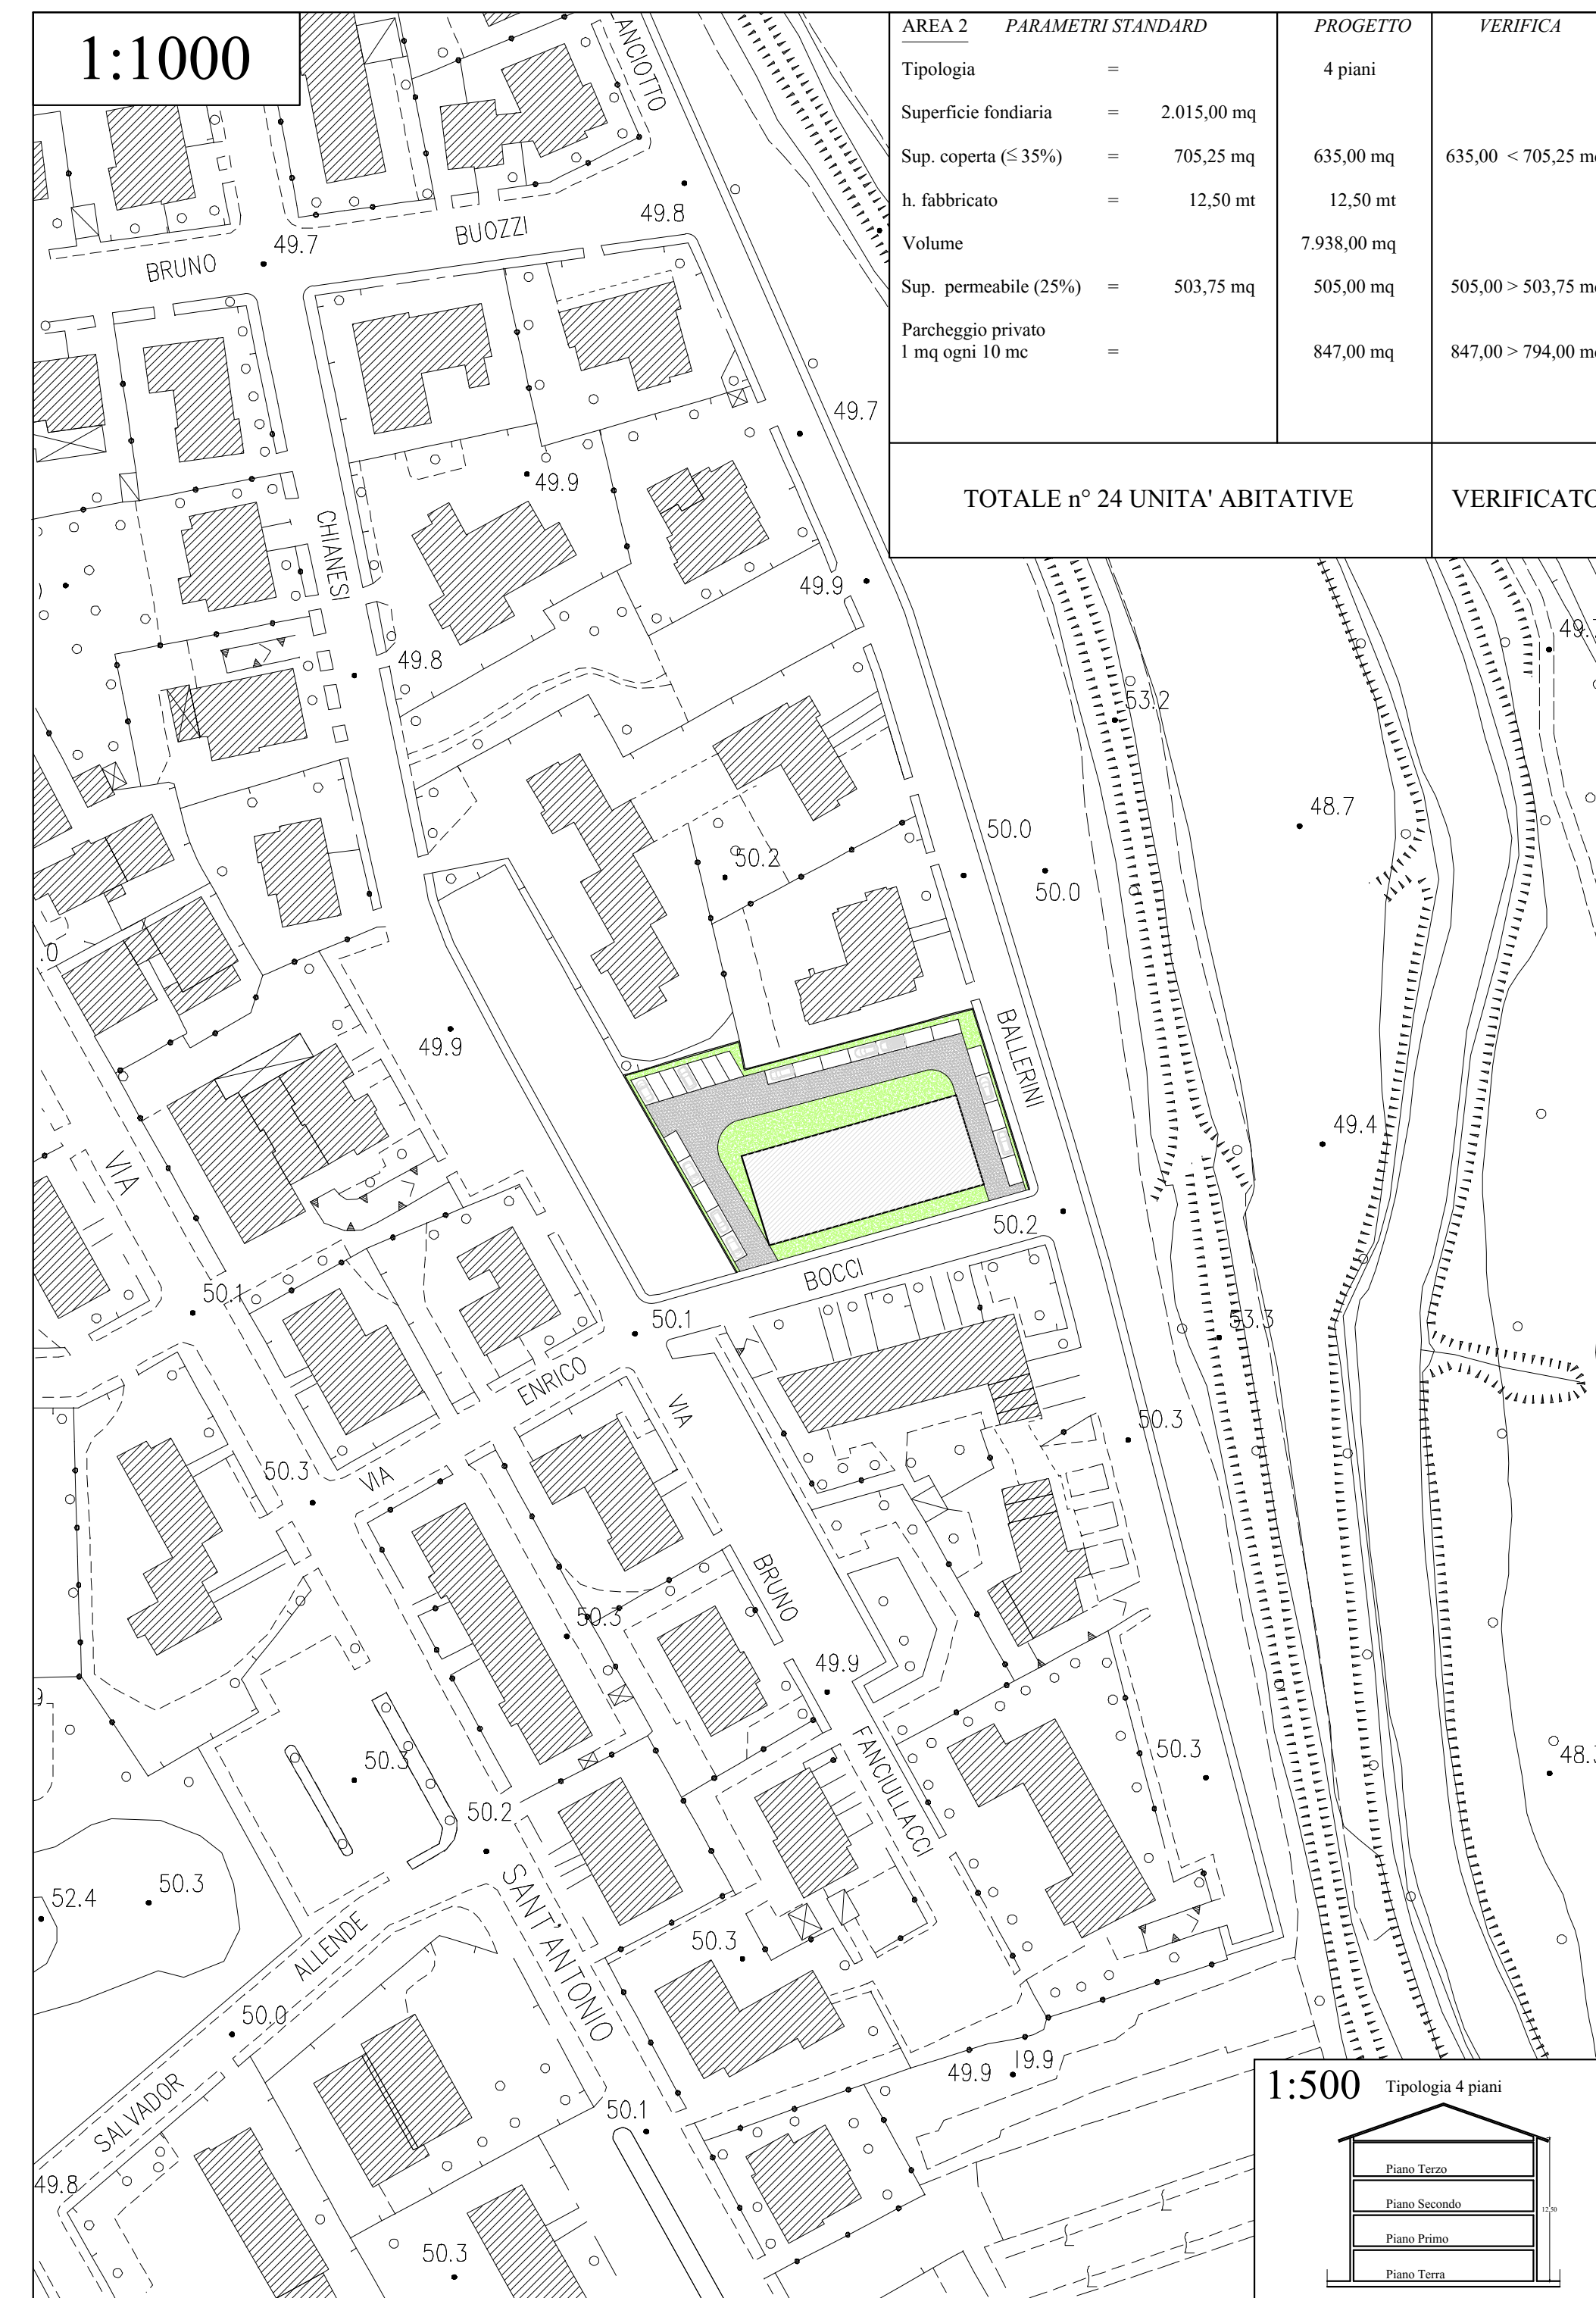 1:1000
AREA 2 PARAMETRI STANDARD PROGETTO VERIFICA
Tipologia = 4 piani
Superficie fondiaria = 2.015,00 mq
Sup. coperta (≤ 35%) = 705,25 mq 635,00 mq 635,00 < 705,25
h. fabbricato = 12,50 mt 12,50 mt
Volume 7.938,00 mq
Sup. permeabile (25%) = 503,75 mq 505,00 mq 505,00 > 503,75
Parcheggio privato
1 mq ogni 10 mc = 847,00 mq 847,00 > 794,00
TOTALE n° 24 UNITA' ABITATIVE VERIFICATO
ANCIOTTO
49.8
BUOZZI
49.7
BRUNO
49.7
49.9
CHIANESI
49.9
49.8
53.2
48.7
50.0
50.2
50.0
.0
49.9
BALLERINI
49.4
VIA
50.2
BOCCI
50.1
50.1
53.3
ENRICO
VIA
50.3
50.3
VIA
BRUNO
50.3
49.9
FANCIULLACCI
50.3
50.3
50.2
48.
52.4
50.3
SANT'ANTONIO
50.3
ALLENDE
50.0
49.9
19.9
SALVADOR
50.1
49.8
50.3
1:500 Tipologia 4 piani
Piano Terzo
Piano Secondo
12,50
Piano Primo
Piano Terra